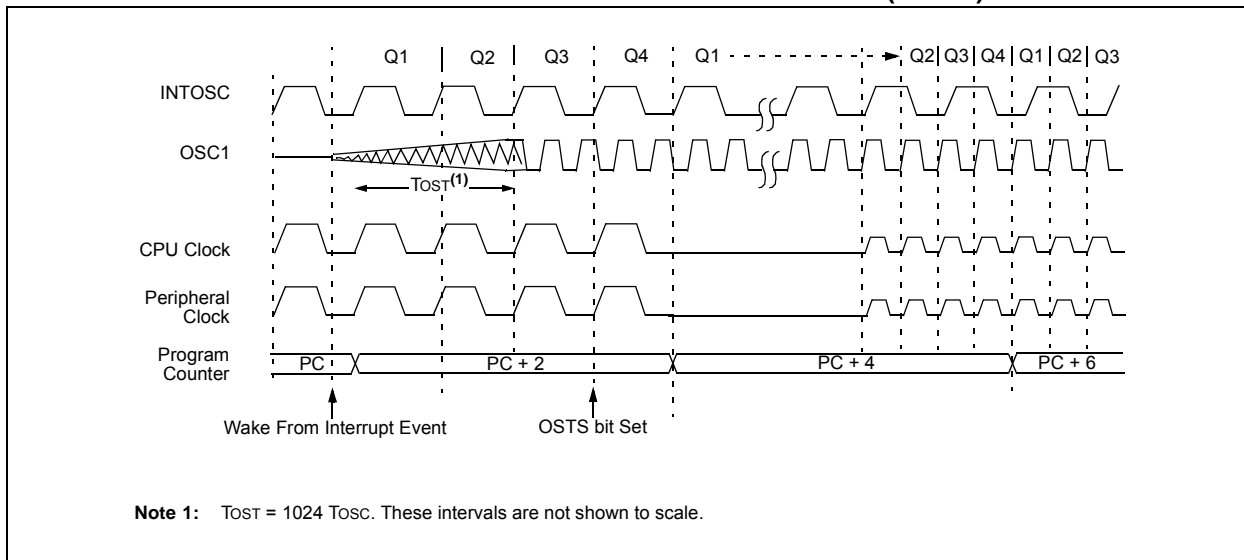 Q1 Q2 Q3 Q4 Q1 Q2 Q3 Q4 Q1 Q2 Q3
INTOSC
OSC1
TOST(1)
CPU Clock
Peripheral
Clock
Program
Counter
PC PC + 2 PC + 4 PC + 6
Wake From Interrupt Event OSTS bit Set
Note 1: TOST = 1024 TOSC. These intervals are not shown to scale.